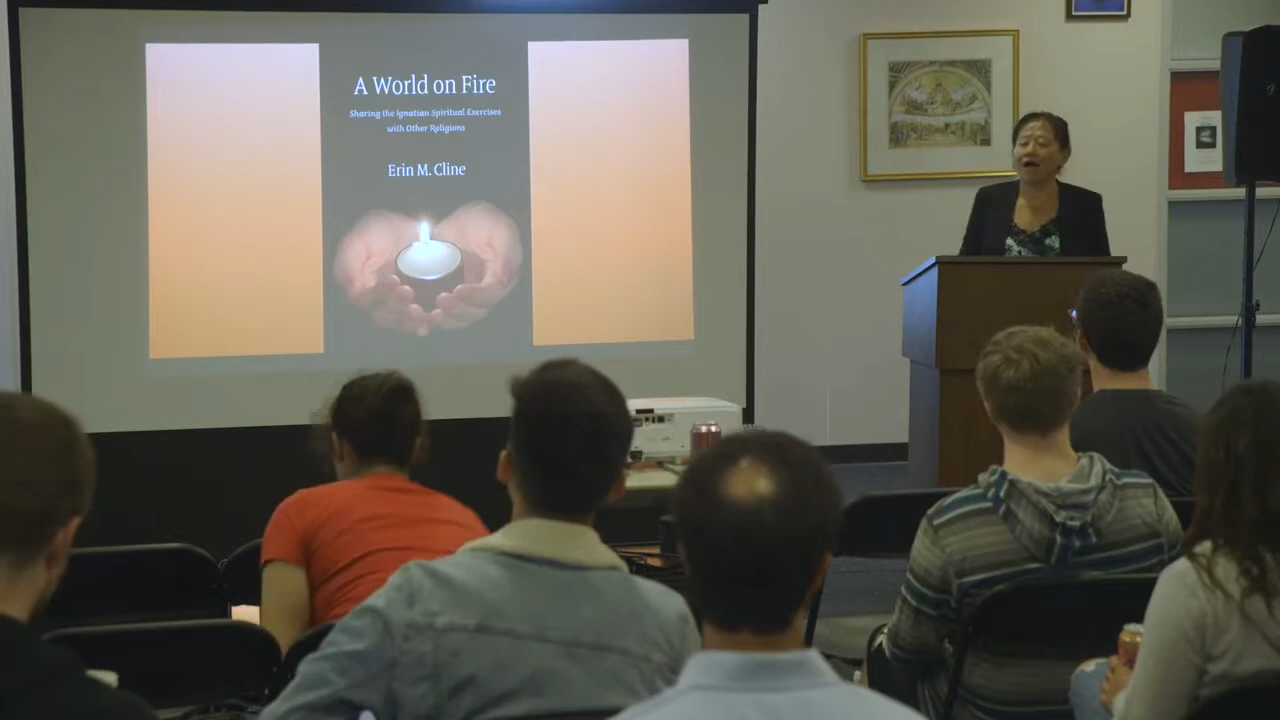 A World on Fire
Sharing the Ignatian Spiritual Exercises
with Other Religions
Erin M. Cline